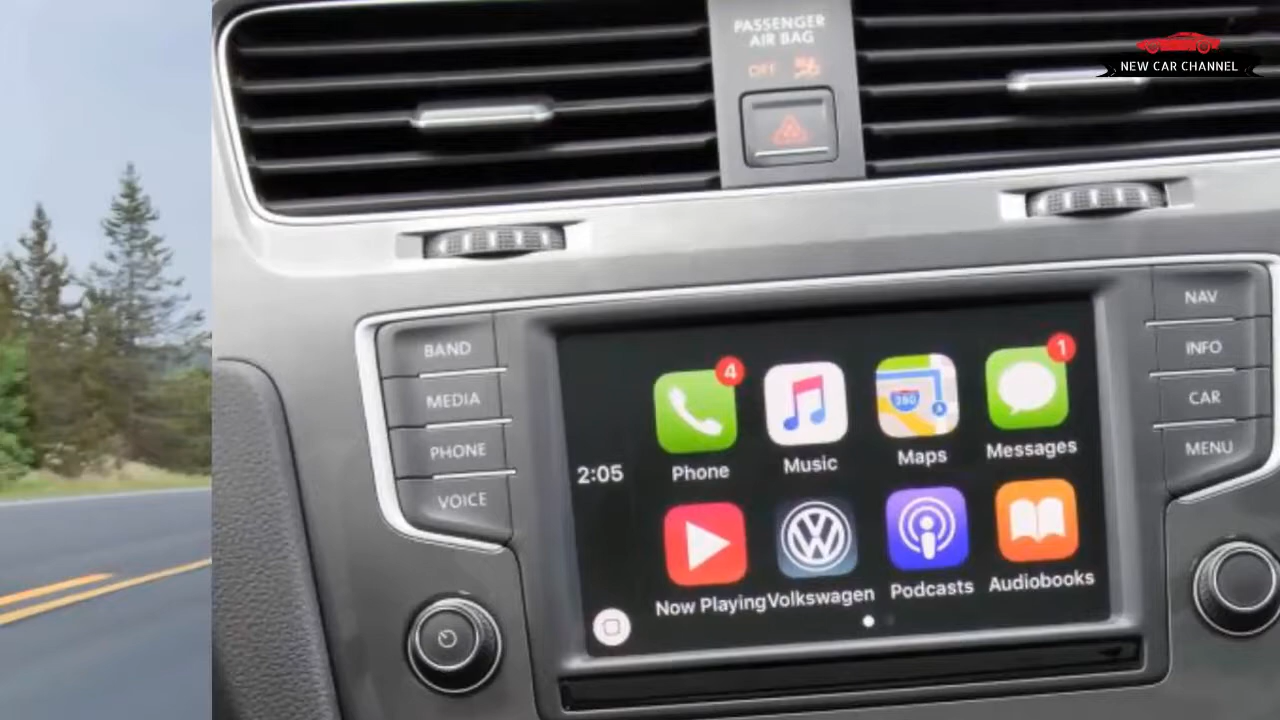 PASSENGER
AIR BAG
OFF
NEW CAR CHANNEL
BAND
MEDIA
PHONE
VOICE
NAV
INFO
CAR
MENU
2:05
4
1
280
Phone
Music
Maps
Messages
Now Playing
Volkswagen
Podcasts
Audiobooks